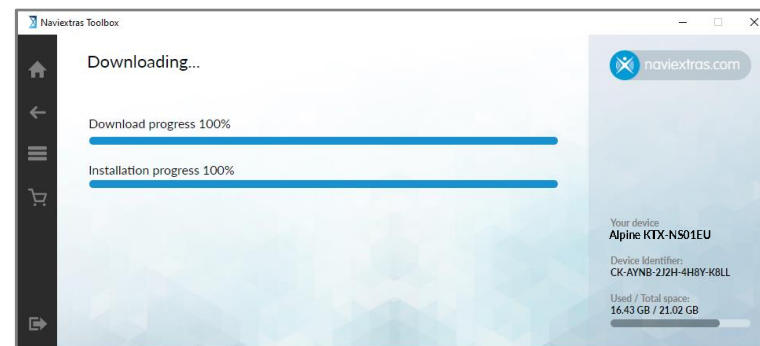 Naviextras Toolbox
Downloading...
naviextras.com
Download progress 100%
Installation progress 100%
Your device
Alpine KTX-NS01EU
Device Identifier:
CK-AYNB-2J2H-4H8Y-K8LL
Used / Total space:
16.43 GB / 21.02 GB